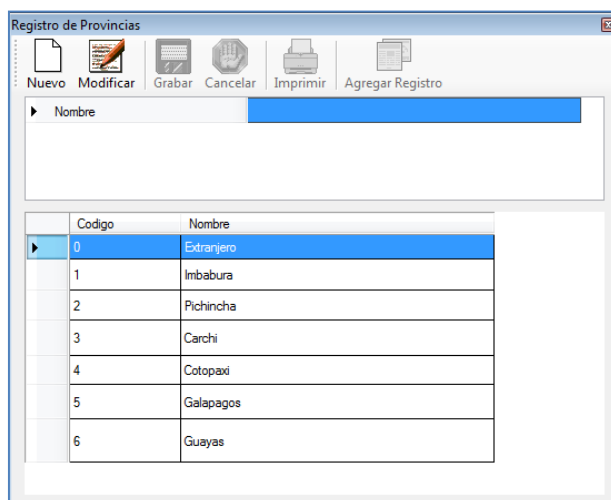 Registro de Provincias
Nuevo Modificar Grabar Cancelar Imprimir Agregar Registro
Nombre
Codigo Nombre
0 Extranjero
1 Imbabura
2 Pichincha
3 Carchi
4 Cotopaxi
5 Galapagos
6 Guayas